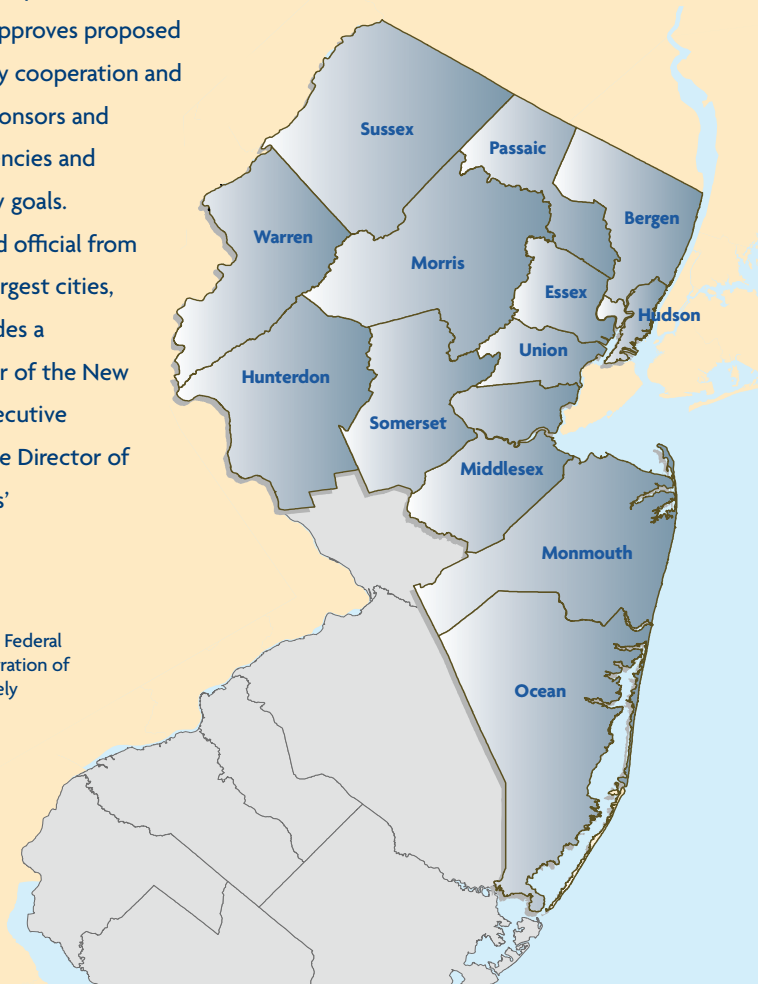 pproves proposed
y cooperation and
onsors and
ncies and
y goals.
d official from
rgest cities,
des a
r of the New
ecutive
e Director of
s’
Federal
ration of
ely
Sussex
Passaic
Bergen
Warren
Morris
Essex
Hudson
Union
Hunterdon
Somerset
Middlesex
Monmouth
Ocean